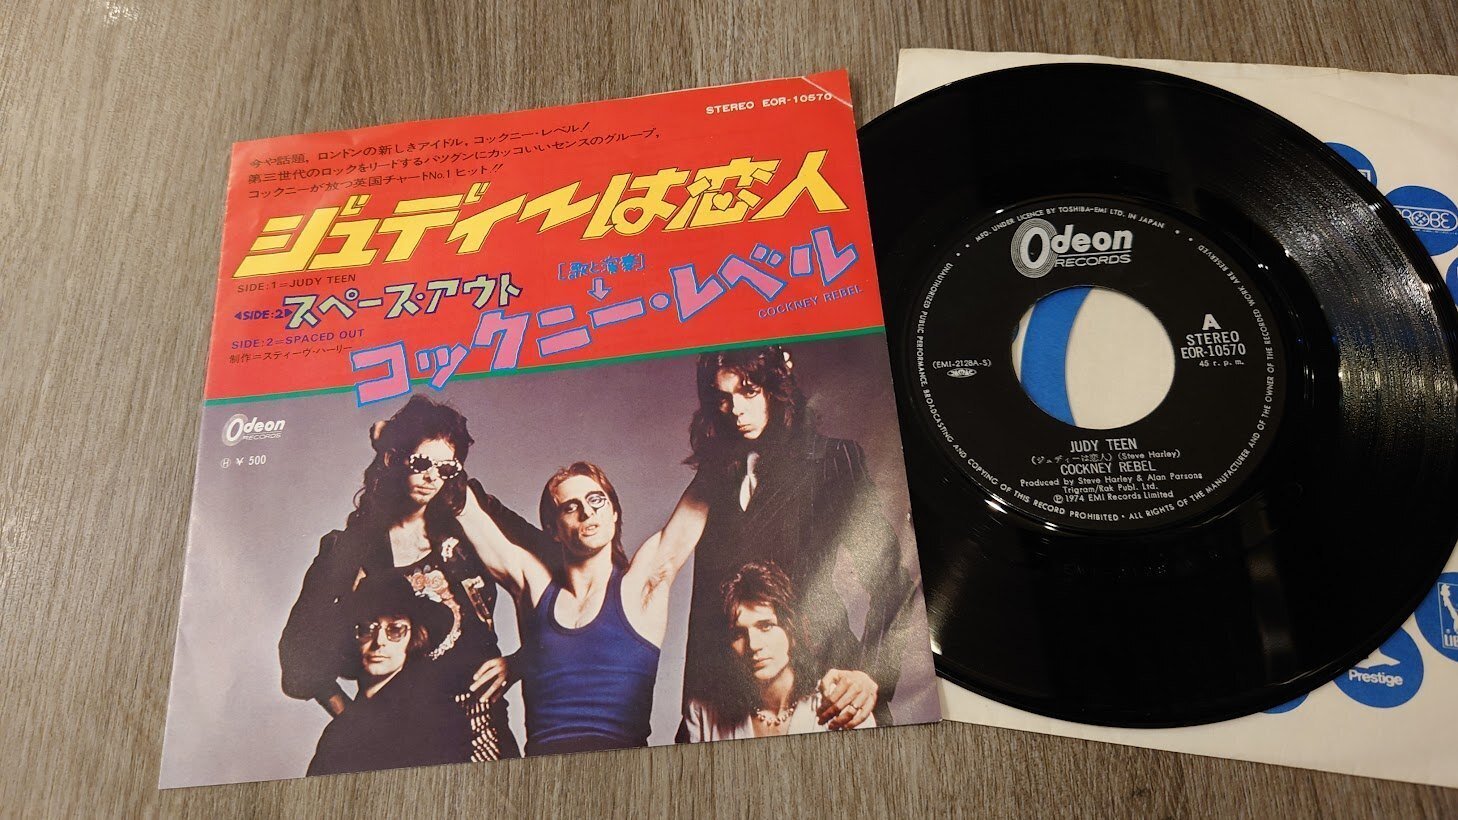 STEREO EOR-10570
今や話題，ロンドンの新しきアイドル，コックニー・レベル！
第三世代のロックをリードするバツグンにカッコいいセンスのグループ，
コックニーが放つ英国チャートNo.1 ヒット!!
ジュディーは恋人
SIDE:1=JUDY TEEN
◀SIDE:2▶スペース・アウト
SIDE:2=SPACED OUT
制作=スティーヴ・ハーリー
[歌と演奏]
コックニー・レベル
COCKNEY REBEL
Odeon
RECORDS
Ⓗ ¥ 500
Odeon
RECORDS
• MFD. UNDER LICENCE BY TOSHIBA-EMI LTD, IN JAPAN •
ALL RIGHTS OF THE MANUFACTURER AND OF THE OWNER OF THE RECORDED WORK ARE RESERVED
UNAUTHORIZED PUBLIC PERFORMANCE, BROADCASTING AND COPYING OF THIS RECORD PROHIBITED •
A
STEREO
EOR-10570
45 r.p.m.
(EMI-2128A-S)
JUDY TEEN
(ジュディーは恋人) (Steve Harley)
COCKNEY REBEL
Produced by Steve Harley & Alan Parsons
Trigram/Rak Publ. Ltd.
Ⓟ 1974 EMI Records Limited
PROBE
Prestige